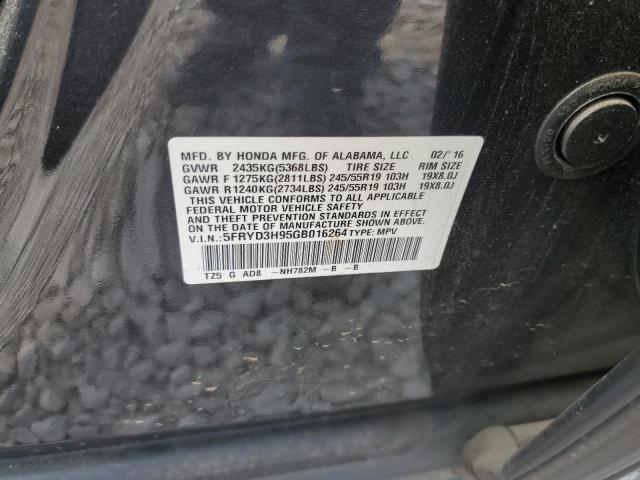 MFD. BY HONDA MFG. OF ALABAMA, LLC 02/'16
GVWR 2435KG(5368LBS) TIRE SIZE RIM SIZE
GAWR F 1275KG(2811LBS) 245/55R19 103H 19X8.0J
GAWR R1240KG(2734LBS) 245/55R19 103H 19X8.0J
THIS VEHICLE CONFORMS TO ALL APPLICABLE
FEDERAL MOTOR VEHICLE SAFETY
AND THEFT PREVENTION STANDARDS IN EFFECT
ON THE DATE OF MANUFACTURE SHOWN ABOVE.
V.I.N.:5FRYD3H95GB016264 TYPE: MPV
TZ5 G AD8 -NH782M -B -B